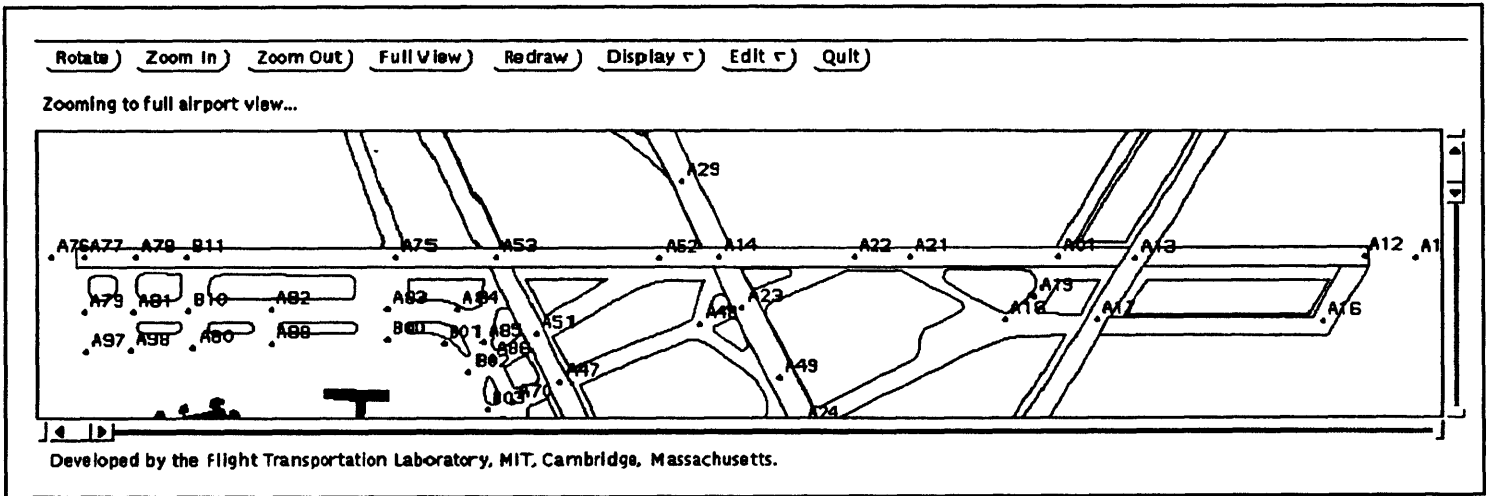 Rotate Zoom In Zoom Out Full View Redraw Display Edit Quit
Zooming to full airport view...
A29
A76 A77 A78 B11 A75 A53 A52 A14 A22 A21 A01 A13 A12 A1
A19
A79 A81 B10 A82 A83 A84 A23 A18 A17 A16
A51 A48
B00 B01 A85
A97 A98 A80 A88 A86
B02 A47 A49
B03 A70 A24
Developed by the Flight Transportation Laboratory, MIT, Cambridge, Massachusetts.